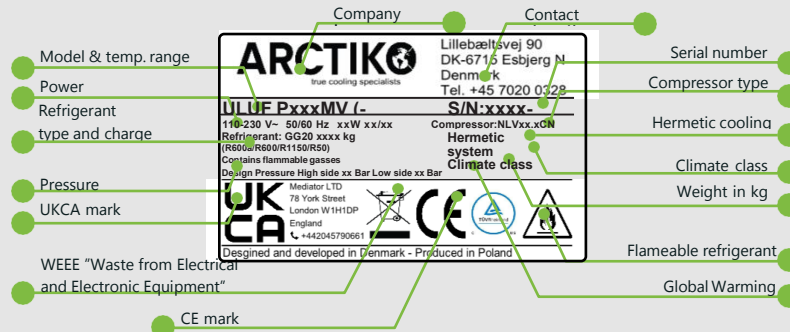 Company
Contact
Model & temp. range
Power
Refrigerant
type and charge
Pressure
UKCA mark
WEEE "Waste from Electrical
and Electronic Equipment"
CE mark
ARCTIKO
true cooling specialists
Lillebæltsvej 90
DK-6715 Esbjerg N
Denmark
Tel. +45 7020 0328
ULUF PxxxMV (-
S/N:xxxx-
110-230 V~ 50/60 Hz xxW xx/xx
Refrigerant: GG20 xxxx kg
(R600a/R600/R1150/R50)
Contains flammable gasses
Design Pressure High side xx Bar Low side xx Bar
Compressor:NLVxx.xCN
Hermetic
system
Climate class
UK
CA
Mediator LTD
78 York Street
London W1H1DP
England
+442045790661
CE
Desgined and developed in Denmark - Produced in Poland
Serial number
Compressor type
Hermetic cooling
Climate class
Weight in kg
Flameable refrigerant
Global Warming